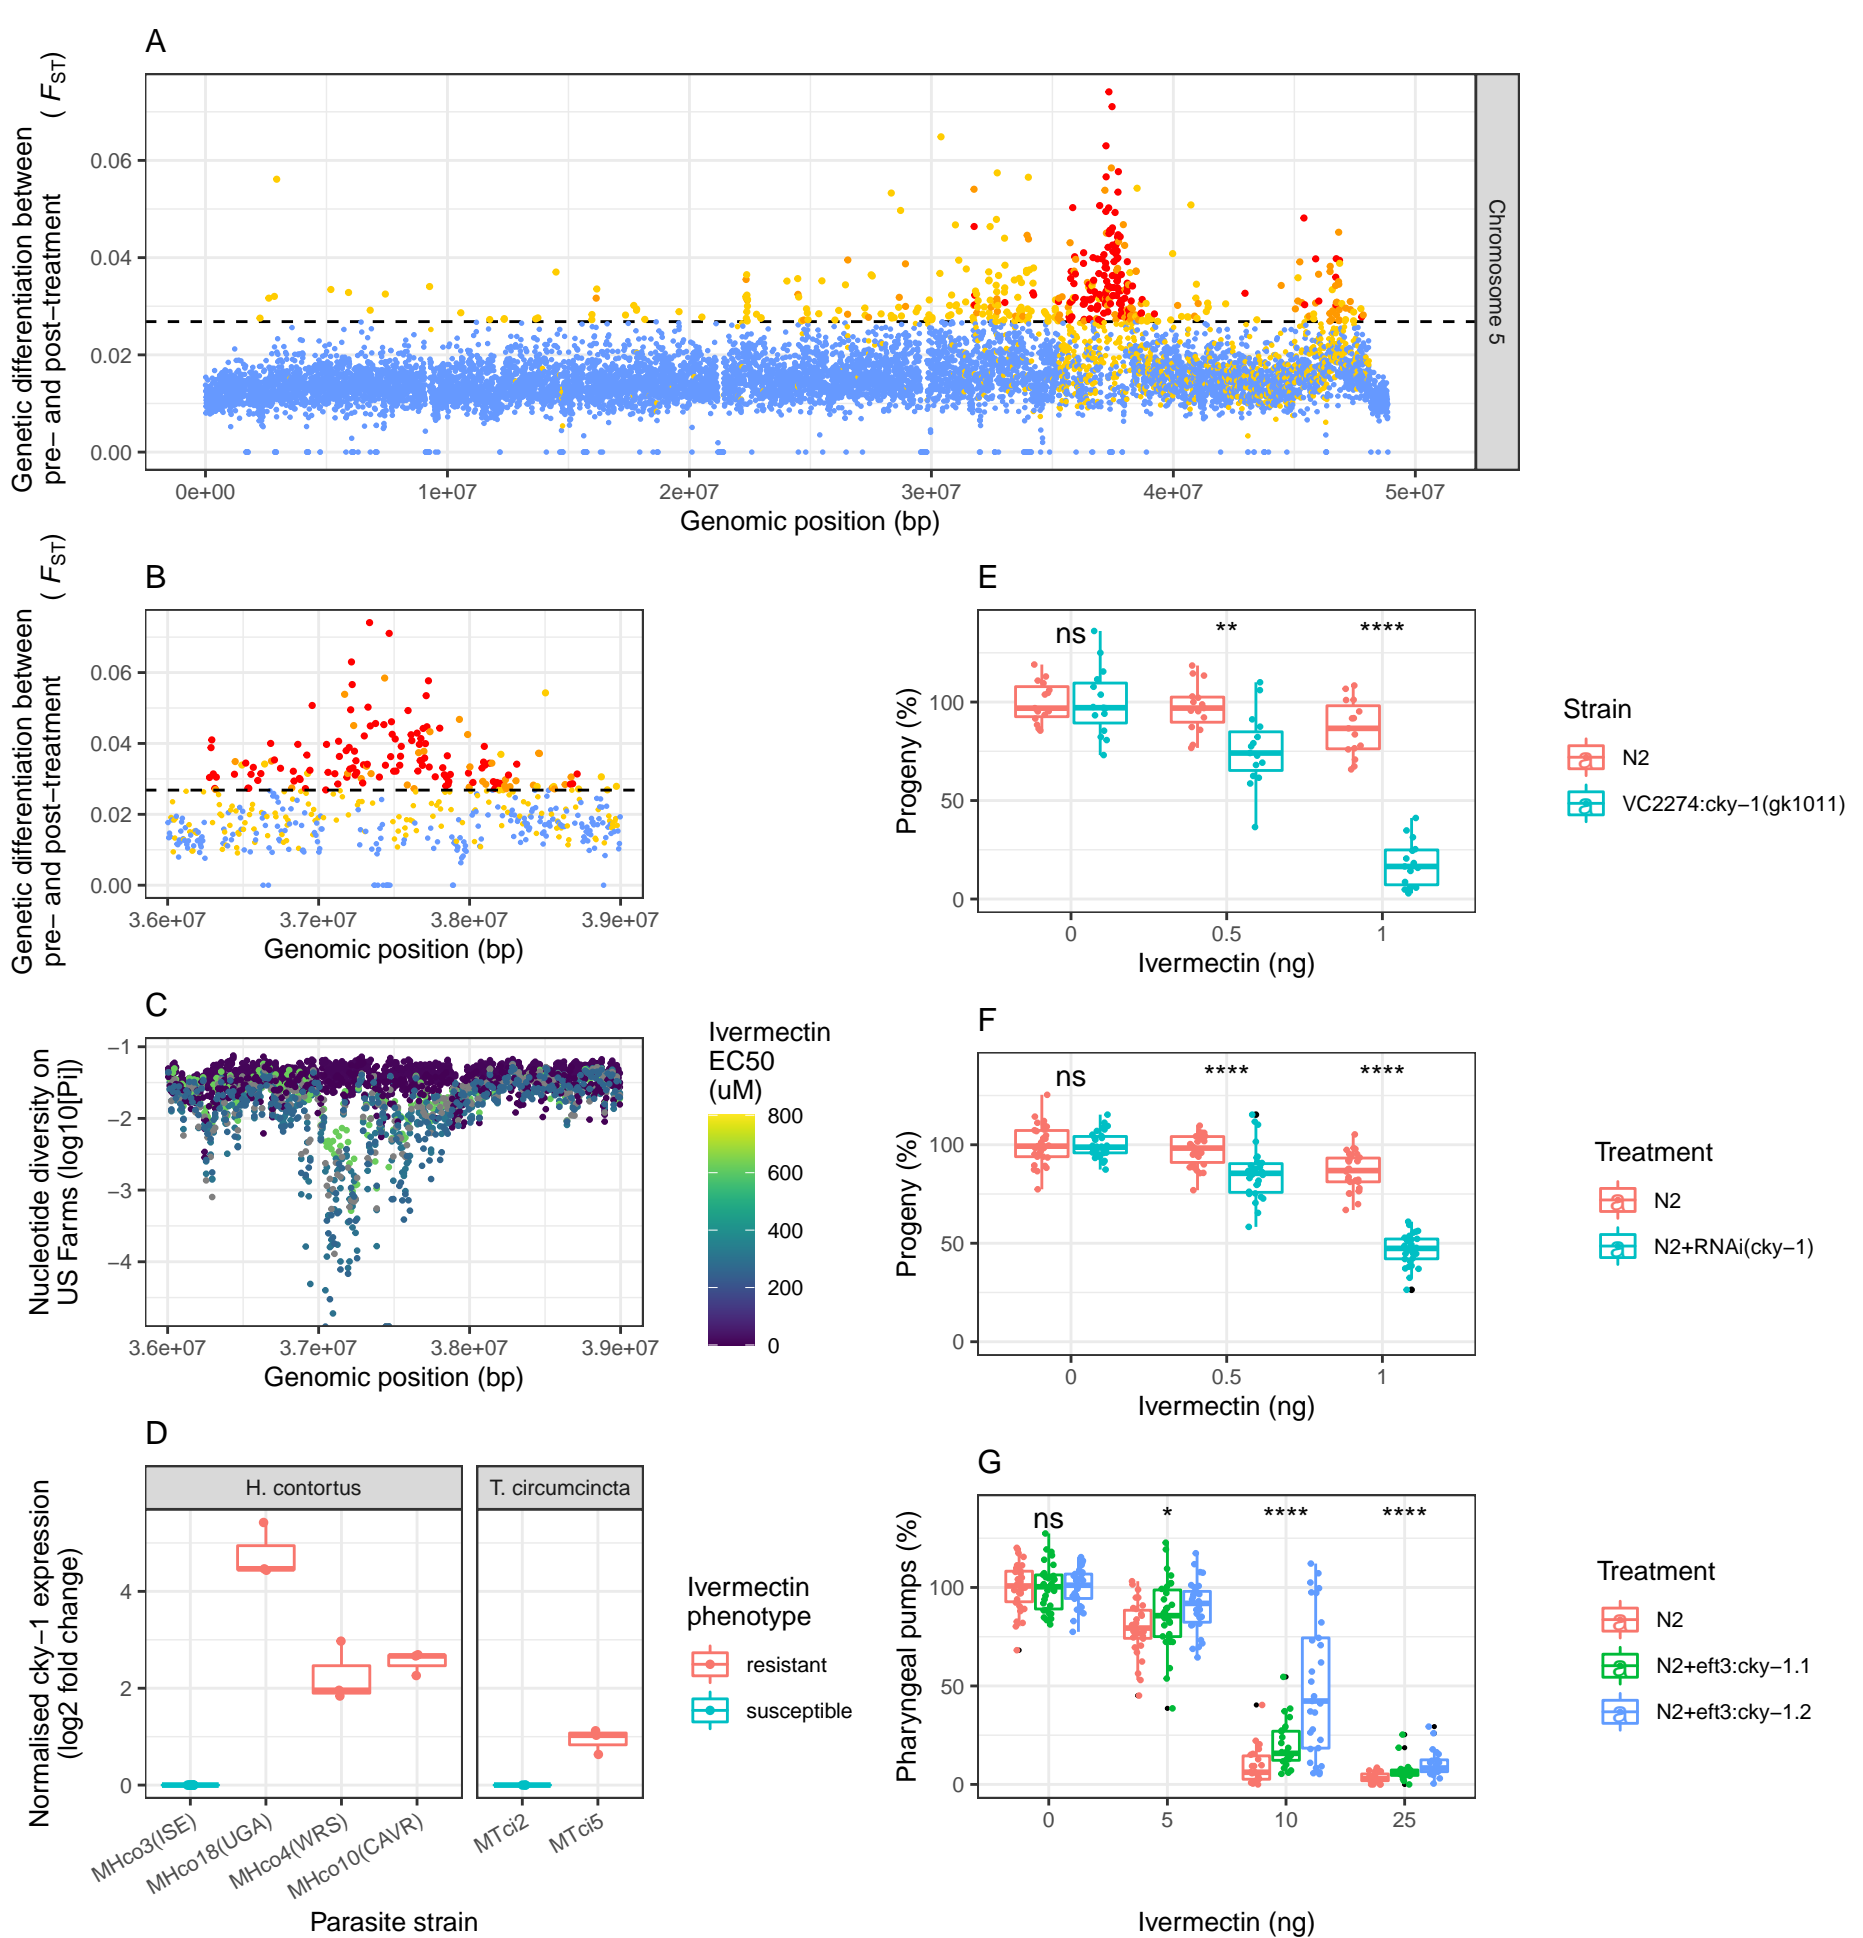 A
Genetic differentiation between
pre− and post−treatment ( FST)
0.06
0.04
0.02
0.00
Chromosome 5
0e+00 1e+07 2e+07 3e+07 4e+07 5e+07
Genomic position (bp)
B
Genetic differentiation between
pre− and post−treatment ( FST)
0.06
0.04
0.02
0.00
3.6e+07 3.7e+07 3.8e+07 3.9e+07
Genomic position (bp)
C
Nucleotide diversity on
US Farms (log10[Pi])
−1
−2
−3
−4
3.6e+07 3.7e+07 3.8e+07 3.9e+07
Genomic position (bp)
Ivermectin
EC50
(uM)
800
600
400
200
0
D
Normalised cky−1 expression
(log2 fold change)
H. contortus T. circumcincta
4
2
0
MHco3(ISE) MHco18(UGA) MHco4(WRS) MHco10(CAVR) MTci2 MTci5
Parasite strain
Ivermectin
phenotype
resistant
susceptible
E
Progeny (%)
ns ** ****
100
50
0
0 0.5 1
Ivermectin (ng)
Strain
N2
VC2274:cky−1(gk1011)
F
Progeny (%)
ns **** ****
100
50
0
0 0.5 1
Ivermectin (ng)
Treatment
N2
N2+RNAi(cky−1)
G
Pharyngeal pumps (%)
ns * **** ****
100
50
0
0 5 10 25
Ivermectin (ng)
Treatment
N2
N2+eft3:cky−1.1
N2+eft3:cky−1.2